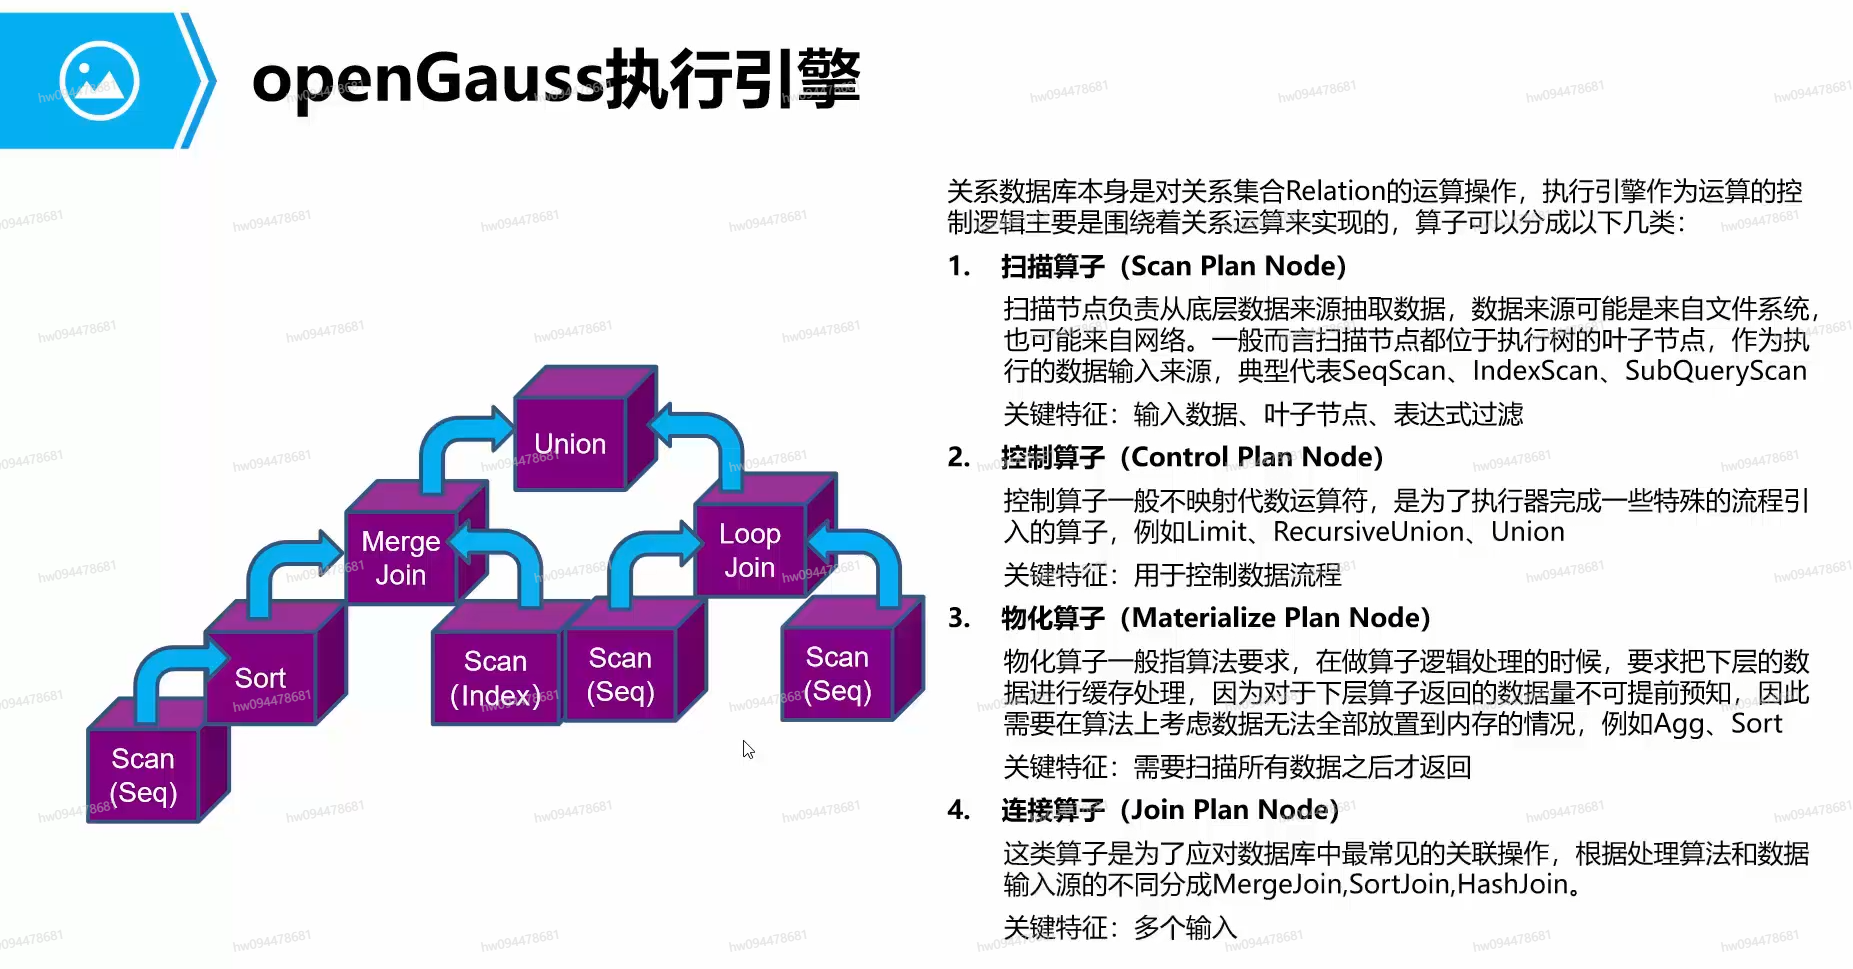 openGauss执行引擎
关系数据库本身是对关系集合Relation的运算操作，执行引擎作为运算的控
制逻辑主要是围绕着关系运算来实现的，算子可以分成以下几类：
1. 扫描算子（Scan Plan Node）
扫描节点负责从底层数据来源抽取数据，数据来源可能是来自文件系统，
也可能来自网络。一般而言扫描节点都位于执行树的叶子节点，作为执
行的数据输入来源，典型代表SeqScan、IndexScan、SubQueryScan
关键特征：输入数据、叶子节点、表达式过滤
2. 控制算子（Control Plan Node）
控制算子一般不映射代数运算符，是为了执行器完成一些特殊的流程引
入的算子，例如Limit、RecursiveUnion、Union
关键特征：用于控制数据流程
3. 物化算子（Materialize Plan Node）
物化算子一般指算法要求，在做算子逻辑处理的时候，要求把下层的数
据进行缓存处理，因为对于下层算子返回的数据量不可提前预知，因此
需要在算法上考虑数据无法全部放置到内存的情况，例如Agg、Sort
关键特征：需要扫描所有数据之后才返回
4. 连接算子（Join Plan Node）
这类算子是为了应对数据库中最常见的关联操作，根据处理算法和数据
输入源的不同分成MergeJoin,SortJoin,HashJoin。
关键特征：多个输入
Union
Merge
Join
Loop
Join
Sort
Scan
(Index)
Scan
(Seq)
Scan
(Seq)
Scan
(Seq)
hw094478681